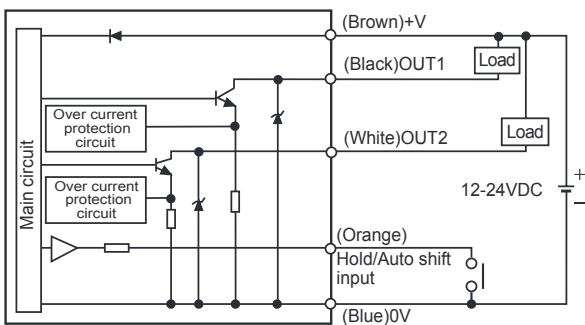 (Brown)+V
(Black)OUT1
Load
Over current
protection
circuit
(White)OUT2
Load
Main circuit
Over current
protection
circuit
12-24VDC
+
−
(Orange)
Hold/Auto shift
input
(Blue)0V